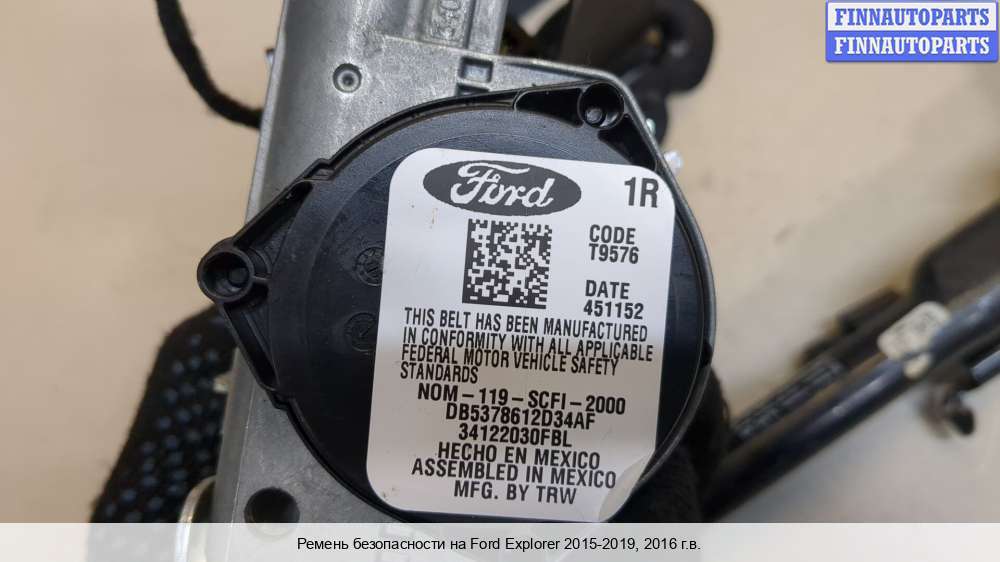 FINNAUTOPARTS
FINNAUTOPARTS
Ford
1R
CODE
T9576
DATE
451152
THIS BELT HAS BEEN MANUFACTURED
IN CONFORMITY WITH ALL APPLICABLE
FEDERAL MOTOR VEHICLE SAFETY
STANDARDS
NOM-119-SCFI-2000
DB5378612D34AF
34122030FBL
HECHO EN MEXICO
ASSEMBLED IN MEXICO
MFG. BY TRW
Ремень безопасности на Ford Explorer 2015-2019, 2016 г.в.